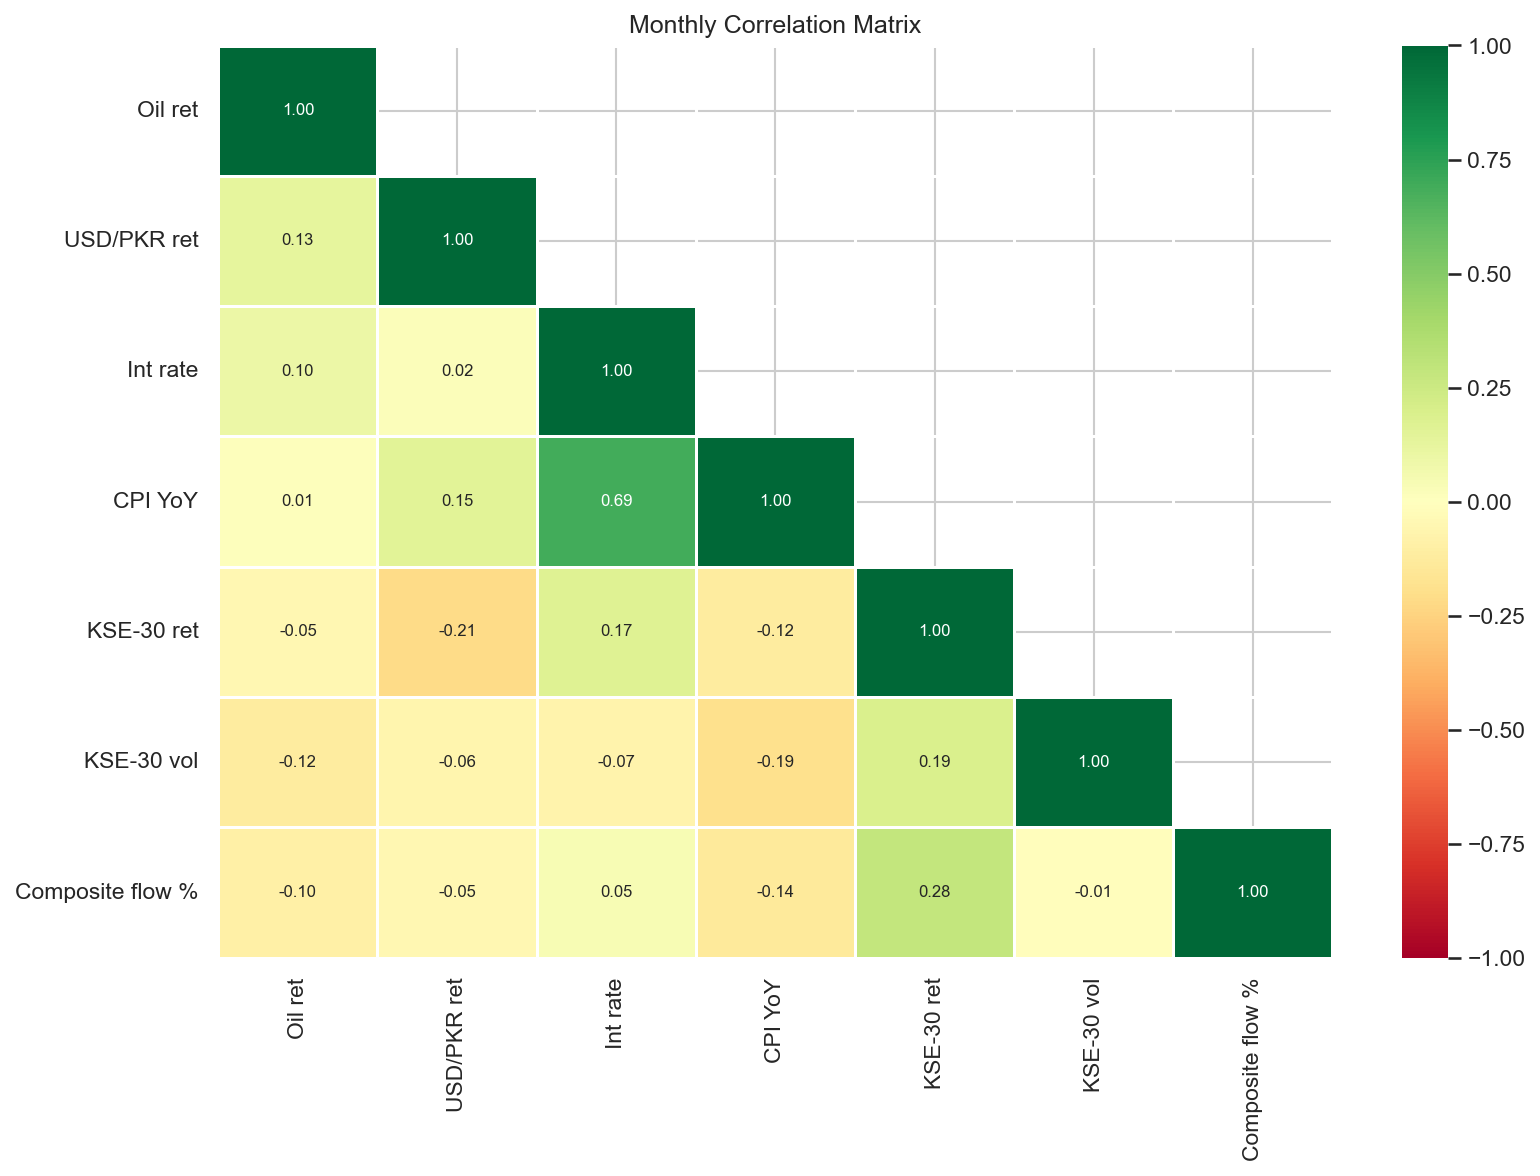 Monthly Correlation Matrix
Oil ret 1.00
USD/PKR ret 0.13 1.00
Int rate 0.10 0.02 1.00
CPI YoY 0.01 0.15 0.69 1.00
KSE-30 ret -0.05 -0.21 0.17 -0.12 1.00
KSE-30 vol -0.12 -0.06 -0.07 -0.19 0.19 1.00
Composite flow % -0.10 -0.05 0.05 -0.14 0.28 -0.01 1.00
Oil ret
USD/PKR ret
Int rate
CPI YoY
KSE-30 ret
KSE-30 vol
Composite flow %
1.00
0.75
0.50
0.25
0.00
−0.25
−0.50
−0.75
−1.00